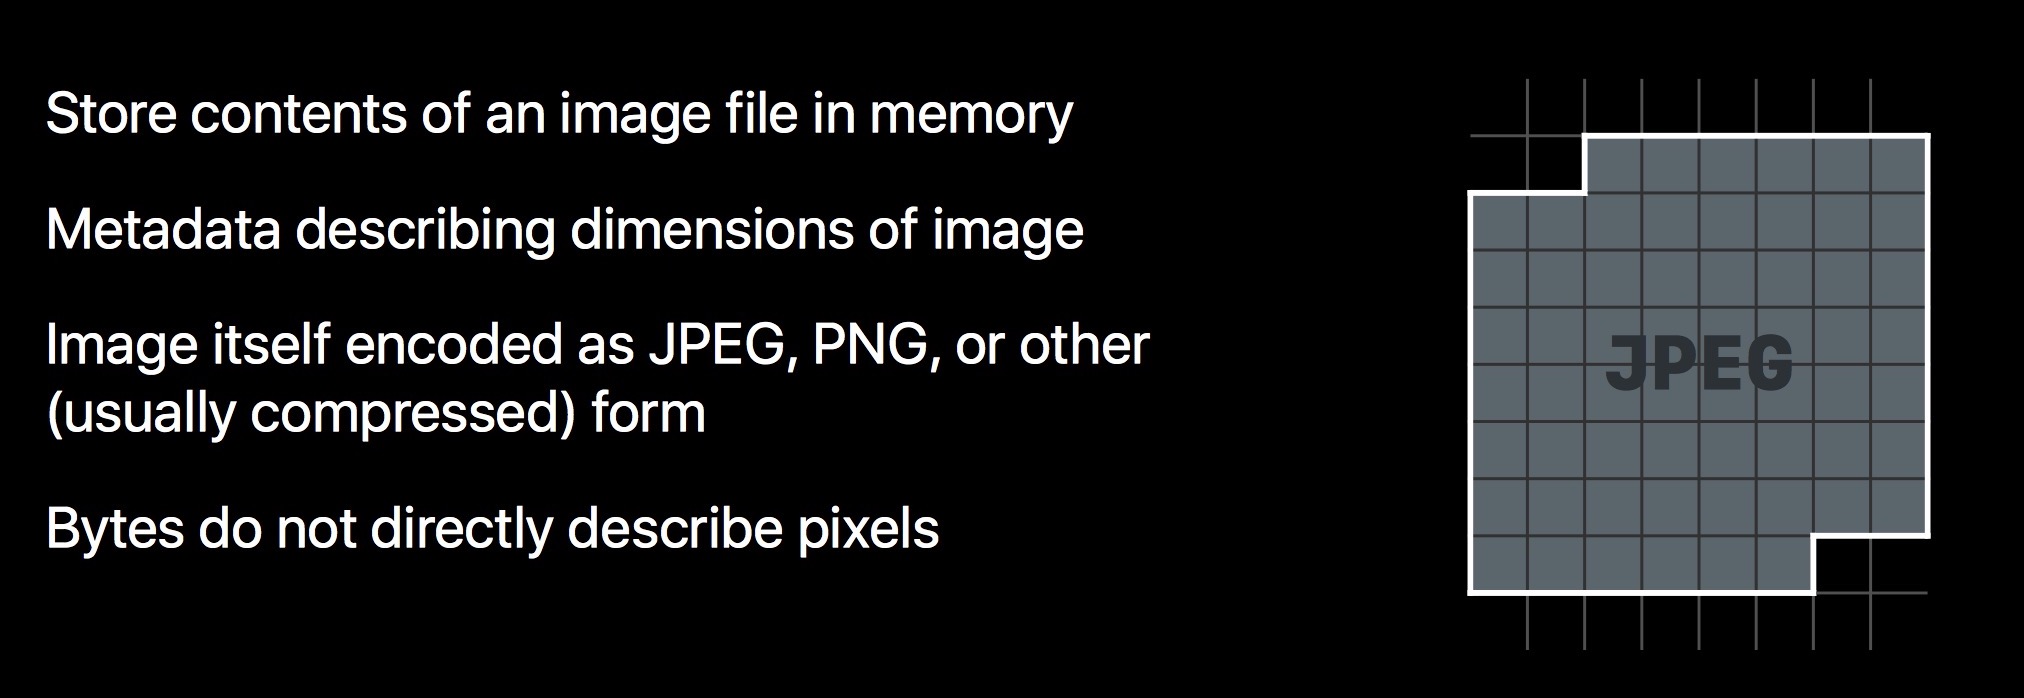 Store contents of an image file in memory
Metadata describing dimensions of image
Image itself encoded as JPEG, PNG, or other
(usually compressed) form
Bytes do not directly describe pixels
JPEG